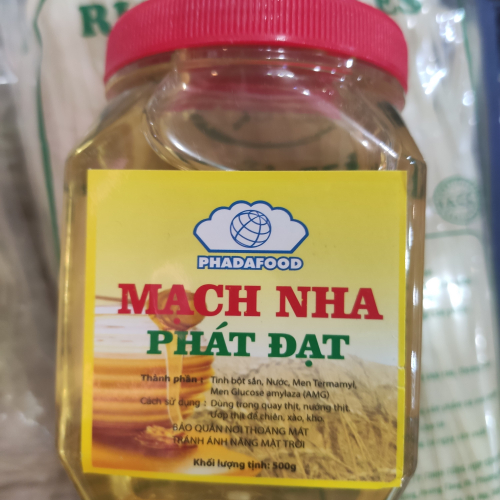 PHADAFOOD
MẠCH NHA
PHÁT ĐẠT
Thành phần : Tinh bột sắn, Nước, Men Termamyl,
Men Glucose amylaza (AMG)
Cách sử dụng : Dùng trong quay thịt, nướng thịt,
Ướp thịt để chiên, xào, kho
BẢO QUẢN NƠI THOÁNG MÁT
TRÁNH ÁNH NẮNG MẶT TRỜI
Khối lượng tịnh: 500g